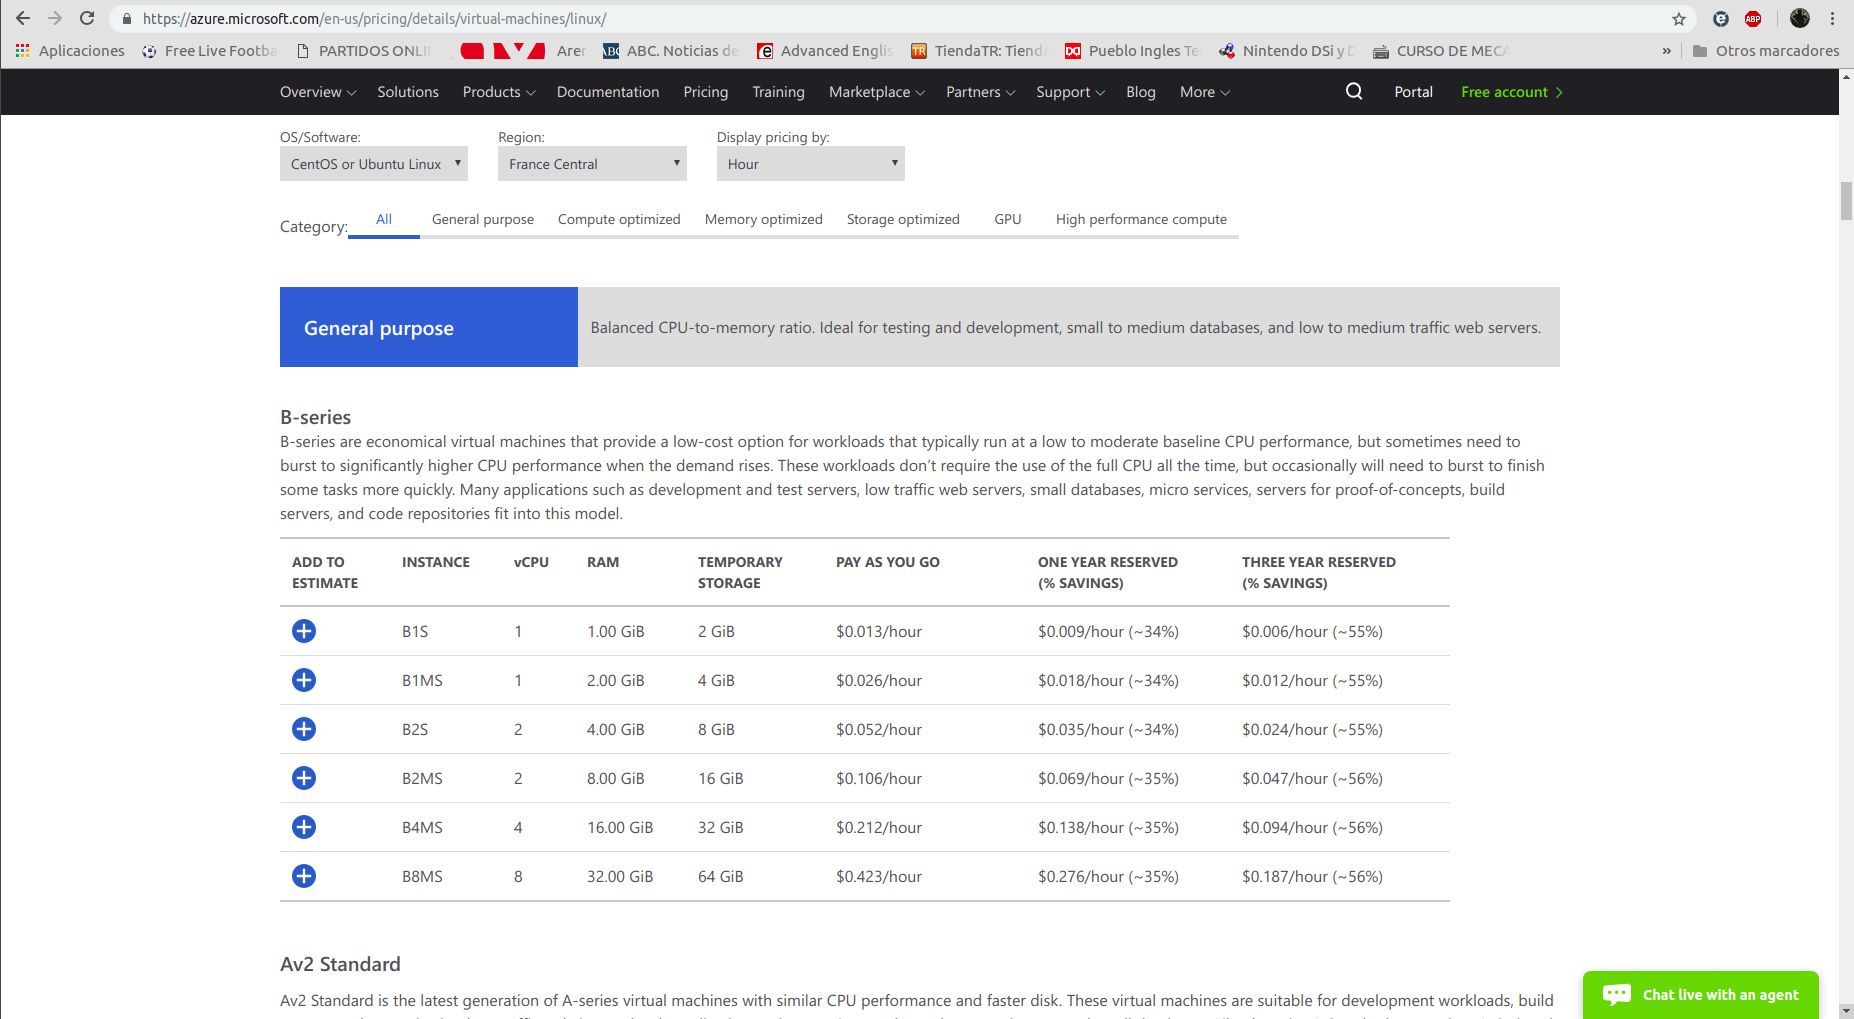 https://azure.microsoft.com/en-us/pricing/details/virtual-machines/linux/
ABP
Aplicaciones
Free Live Footba
PARTIDOS ONLI
Aren
ABC. Noticias de
Advanced Englis
TiendaTR: Tienda
Pueblo Ingles Te
Nintendo DSi y D
CURSO DE MECA
»
Otros marcadores
Overview Solutions Products Documentation Pricing Training Marketplace Partners Support Blog More Portal Free account
OS/Software: Region: Display pricing by:
CentOS or Ubuntu Linux France Central Hour
Category: All General purpose Compute optimized Memory optimized Storage optimized GPU High performance compute
General purpose
Balanced CPU-to-memory ratio. Ideal for testing and development, small to medium databases, and low to medium traffic web servers.
B-series
B-series are economical virtual machines that provide a low-cost option for workloads that typically run at a low to moderate baseline CPU performance, but sometimes need to
burst to significantly higher CPU performance when the demand rises. These workloads don't require the use of the full CPU all the time, but occasionally will need to burst to finish
some tasks more quickly. Many applications such as development and test servers, low traffic web servers, small databases, micro services, servers for proof-of-concepts, build
servers, and code repositories fit into this model.
ADD TO ESTIMATE INSTANCE vCPU RAM TEMPORARY STORAGE PAY AS YOU GO ONE YEAR RESERVED (% SAVINGS) THREE YEAR RESERVED (% SAVINGS)
B1S 1 1.00 GiB 2 GiB $0.013/hour $0.009/hour (~34%) $0.006/hour (~55%)
B1MS 1 2.00 GiB 4 GiB $0.026/hour $0.018/hour (~34%) $0.012/hour (~55%)
B2S 2 4.00 GiB 8 GiB $0.052/hour $0.035/hour (~34%) $0.024/hour (~55%)
B2MS 2 8.00 GiB 16 GiB $0.106/hour $0.069/hour (~35%) $0.047/hour (~56%)
B4MS 4 16.00 GiB 32 GiB $0.212/hour $0.138/hour (~35%) $0.094/hour (~56%)
B8MS 8 32.00 GiB 64 GiB $0.423/hour $0.276/hour (~35%) $0.187/hour (~56%)
Av2 Standard
Av2 Standard is the latest generation of A-series virtual machines with similar CPU performance and faster disk. These virtual machines are suitable for development workloads, build
Chat live with an agent